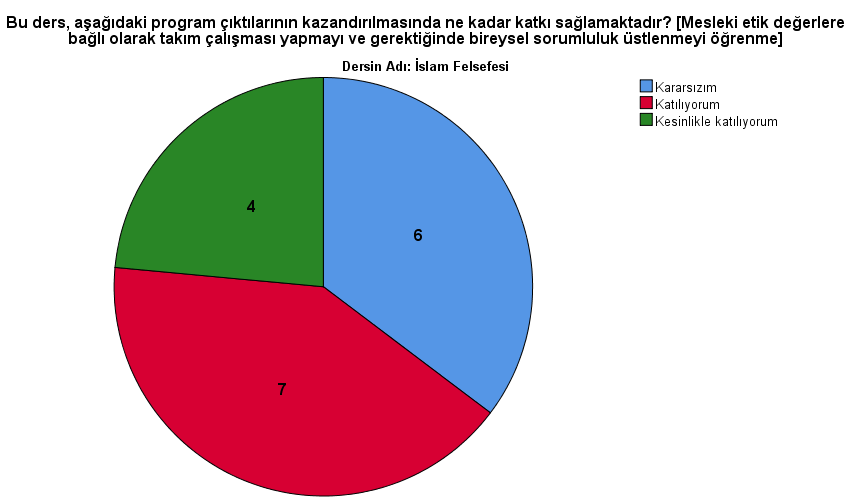 Bu ders, aşağıdaki program çıktılarının kazandırılmasında ne kadar katkı sağlamaktadır? [Mesleki etik değerlere
bağlı olarak takım çalışması yapmayı ve gerektiğinde bireysel sorumluluk üstlenmeyi öğrenme]
Dersin Adı: İslam Felsefesi
Kararsızım
Katılıyorum
Kesinlikle katılıyorum
4
6
7